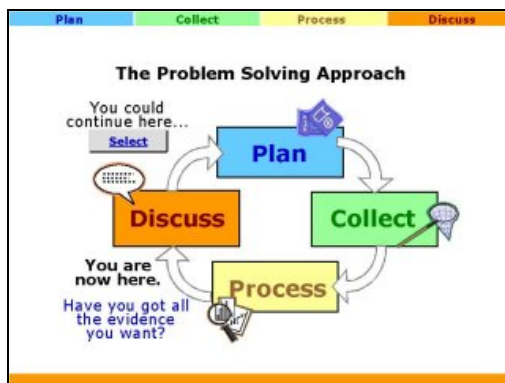 Plan Collect Process Discuss
The Problem Solving Approach
You could
continue here...
Select
Plan
Discuss
Collect
You are
now here.
Process
Have you got all
the evidence
you want?